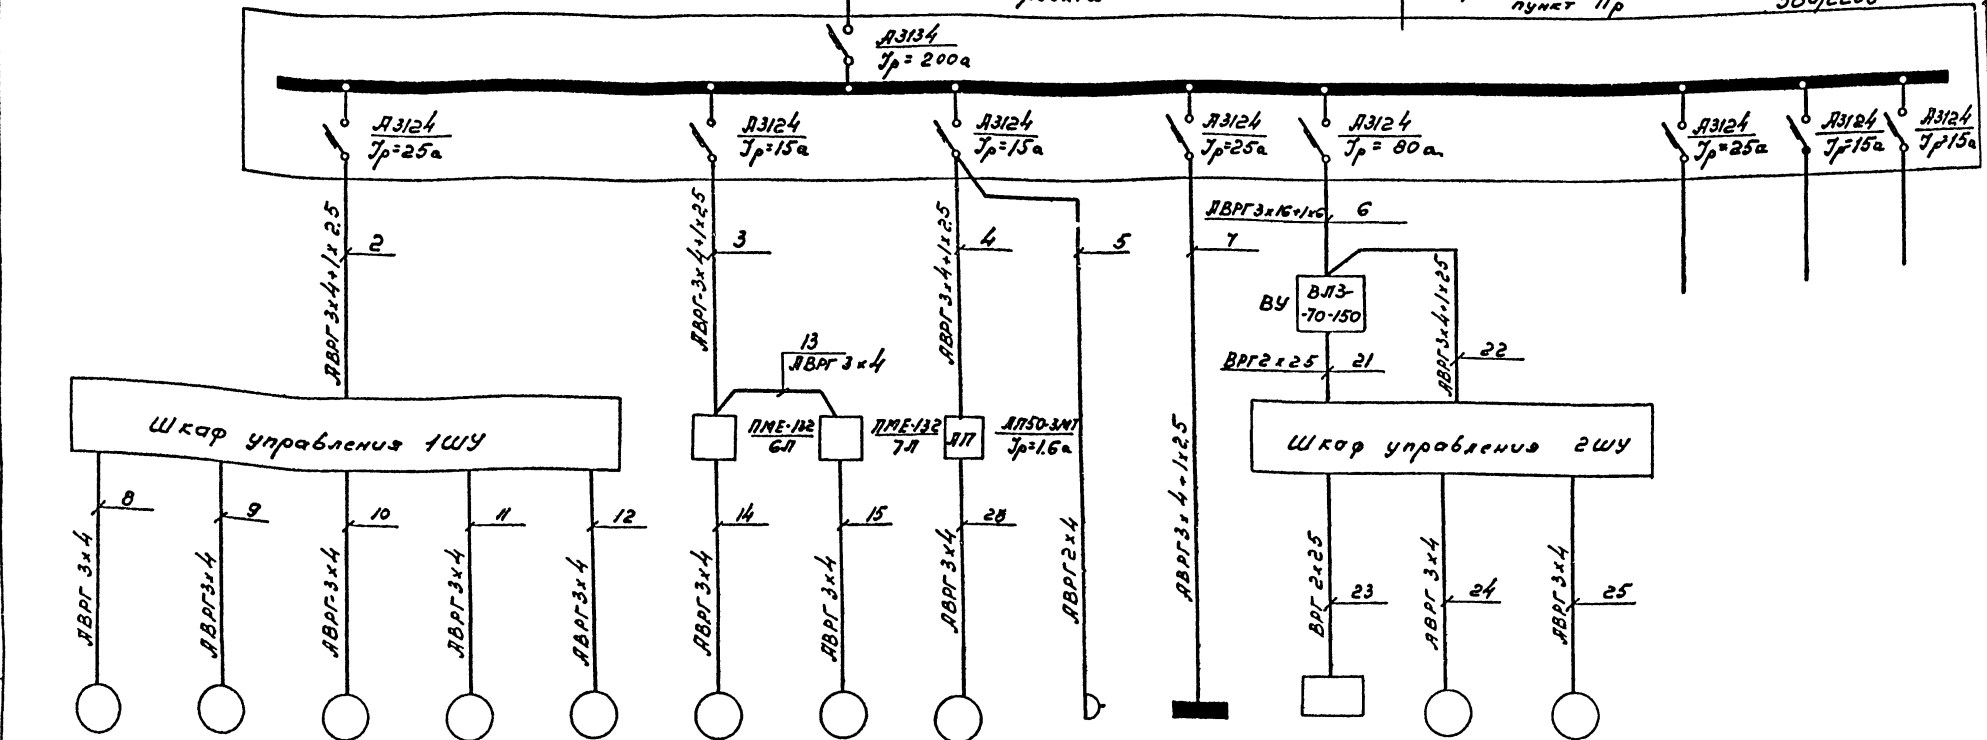 пункт Пр
380/220в
А3134
Jр=200а
А3124
Jр=25а
А3124
Jр=15а
А3124
Jр=15а
А3124
Jр=25а
А3124
Jр=80а
А3124
Jр=25а
А3124
Jр=15а
А3124
Jр=15а
АВРГ 3х4+1х2.5
2
АВРГ-3х4+1х2.5
3
АВРГ 3х4+1х2.5
4
5
7
АВРГ 3х16+1х6
6
ВУ
ВЛЗ-
-70-150
АВРГ 3х4+1х2.5
22
ВРГ 2х25
21
13
АВРГ 3х4
ПМЕ-132
6Л
ПМЕ-132
7Л
АП
АП50-3МТ
Jр=1.6а
Шкаф управления 1ШУ
Шкаф управления 2ШУ
8
9
10
11
12
14
15
28
АВРГ 3х4
АВРГ 3х4
АВРГ-3х4
АВРГ 3х4
АВРГ 3х4
АВРГ 3х4
АВРГ 3х4
АВРГ 3х4
АВРГ 2х4
АВРГ 3х4+1х2.5
ВРГ 2х25
23
АВРГ 3х4
24
АВРГ 3х4
25